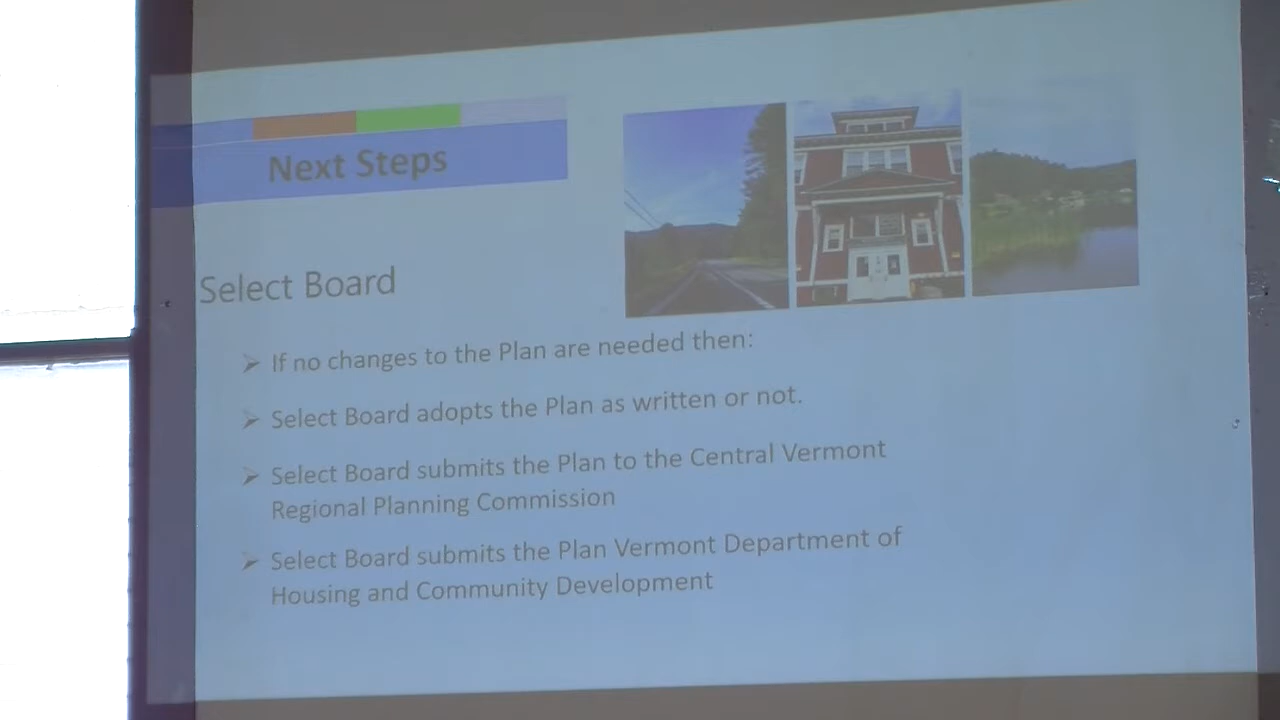 Next Steps
Select Board
If no changes to the Plan are needed then:
Select Board adopts the Plan as written or not.
Select Board submits the Plan to the Central Vermont
Regional Planning Commission
Select Board submits the Plan Vermont Department of
Housing and Community Development